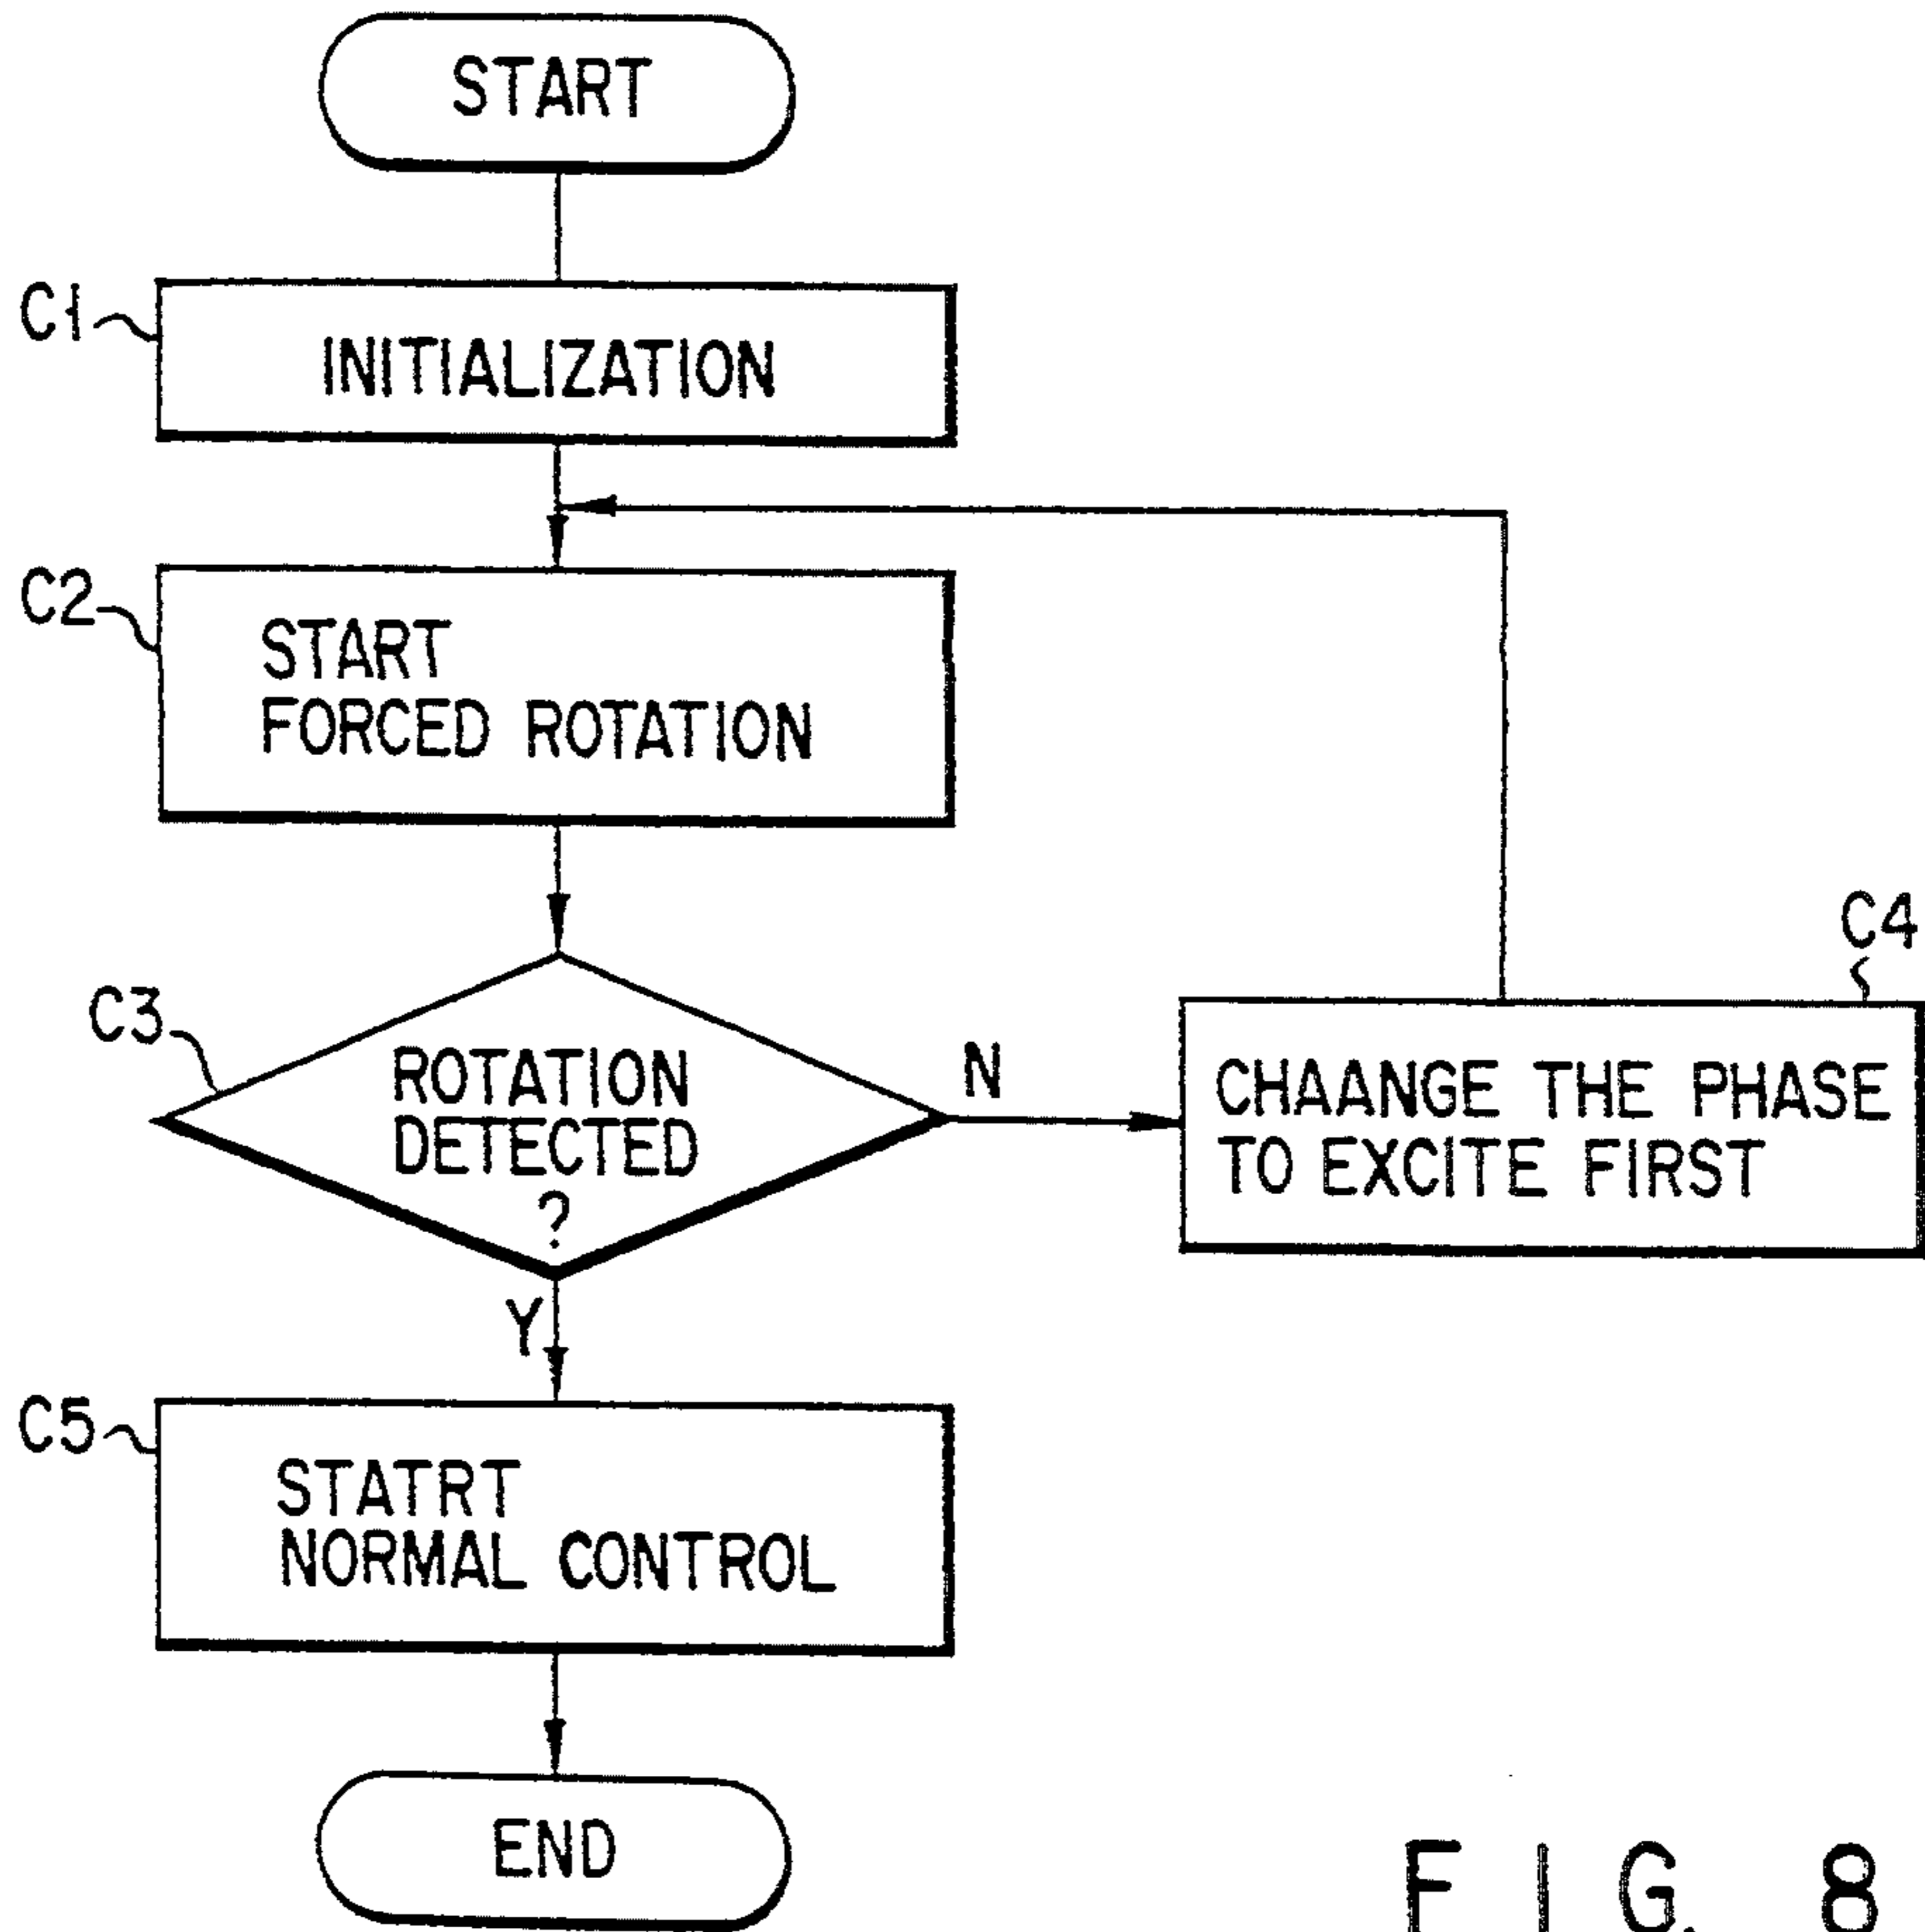 START
C1
INITIALIZATION
C2
START
FORCED ROTATION
C3
ROTATION
DETECTED
?
N
C4
CHAANGE THE PHASE
TO EXCITE FIRST
Y
C5
STATRT
NORMAL CONTROL
END
FIG. 8